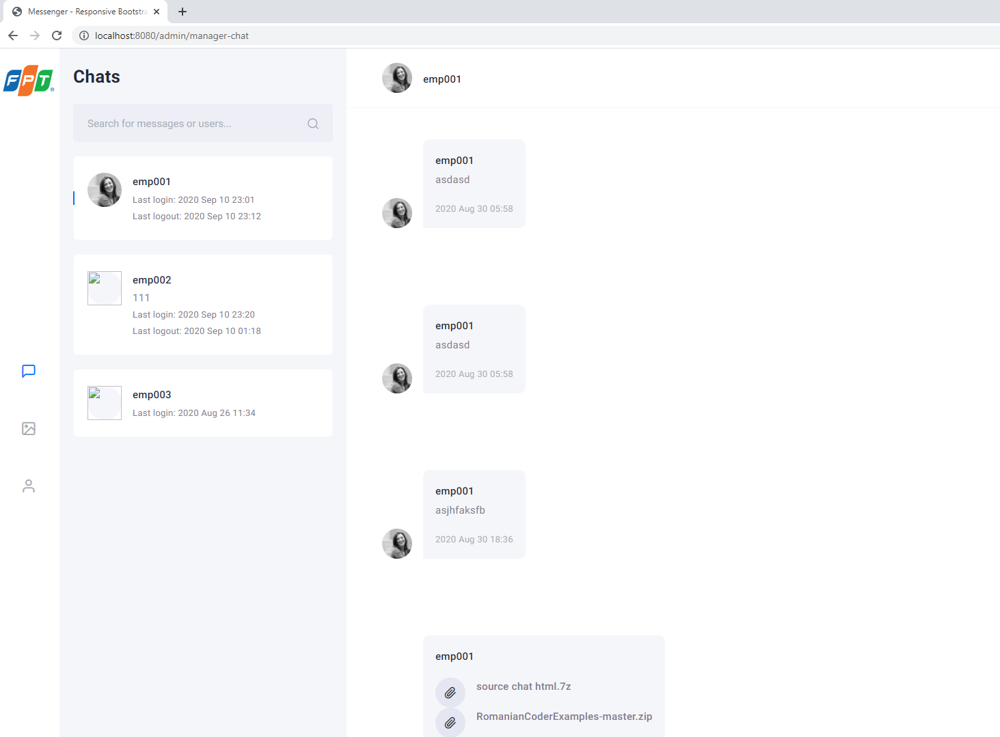 Messenger - Responsive Bootstra
localhost:8080/admin/manager-chat
FPT®
Chats
Search for messages or users...
emp001
Last login: 2020 Sep 10 23:01
Last logout: 2020 Sep 10 23:12
emp002
111
Last login: 2020 Sep 10 23:20
Last logout: 2020 Sep 10 01:18
emp003
Last login: 2020 Aug 26 11:34
emp001
emp001
asdasd
2020 Aug 30 05:58
emp001
asdasd
2020 Aug 30 05:58
emp001
asjhfaksfb
2020 Aug 30 18:36
emp001
source chat html.7z
RomanianCoderExamples-master.zip